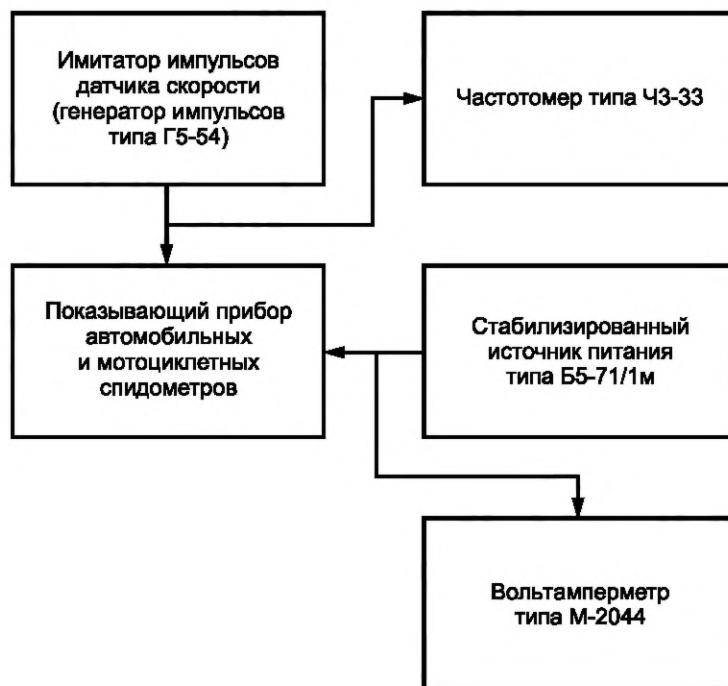 Имитатор импульсов
датчика скорости
(генератор импульсов
типа Г5-54)
Частотомер типа Ч3-33
Показывающий прибор
автомобильных
и мотоциклетных
спидометров
Стабилизированный
источник питания
типа Б5-71/1м
Вольтамперметр
типа М-2044